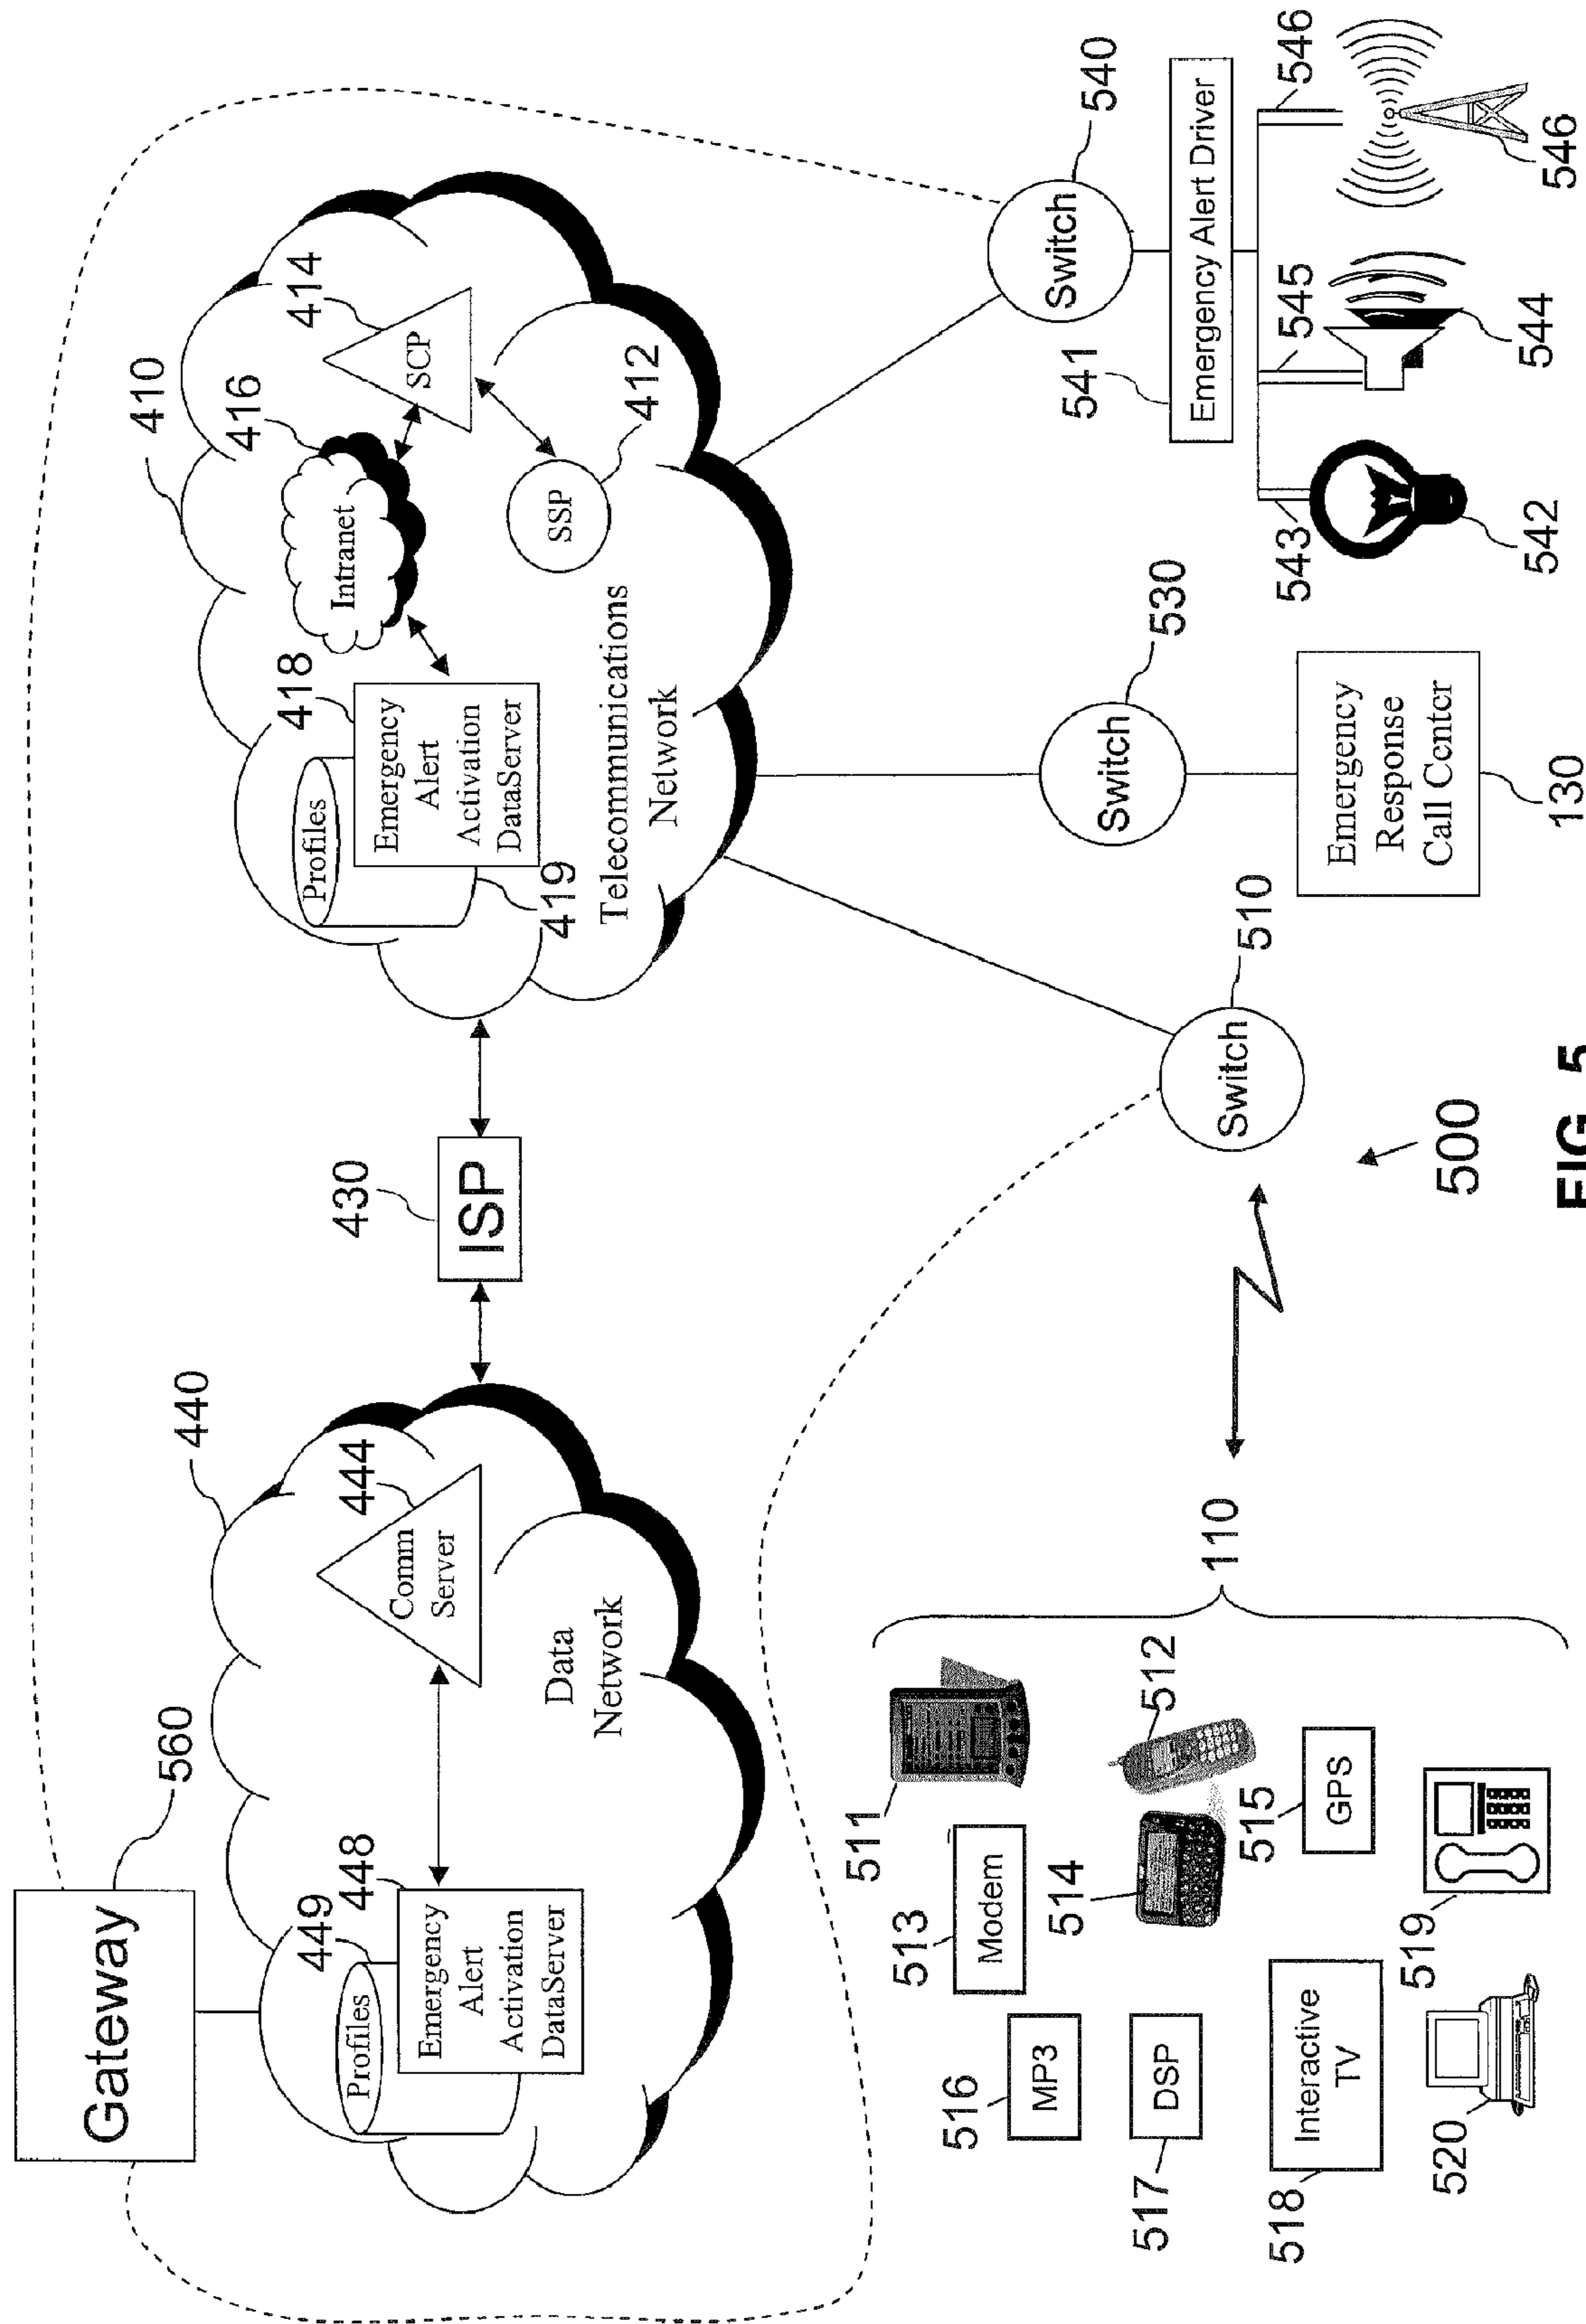 Gateway
560
440
449
448
Profiles
Emergency
Alert
Activation
DataServer
444
Comm
Server
Data
Network
430
ISP
410
418
Profiles
Emergency
Alert
Activation
DataServer
419
416
Intranet
414
SCP
SSP
412
Telecommunications
Network
Switch
510
Switch
530
Switch
540
541
Emergency Alert Driver
543
545
546
542
544
546
Emergency
Response
Call Center
130
110
511
512
513
Modem
514
515
GPS
516
MP3
517
DSP
518
Interactive
TV
519
520
500
FIG. 5